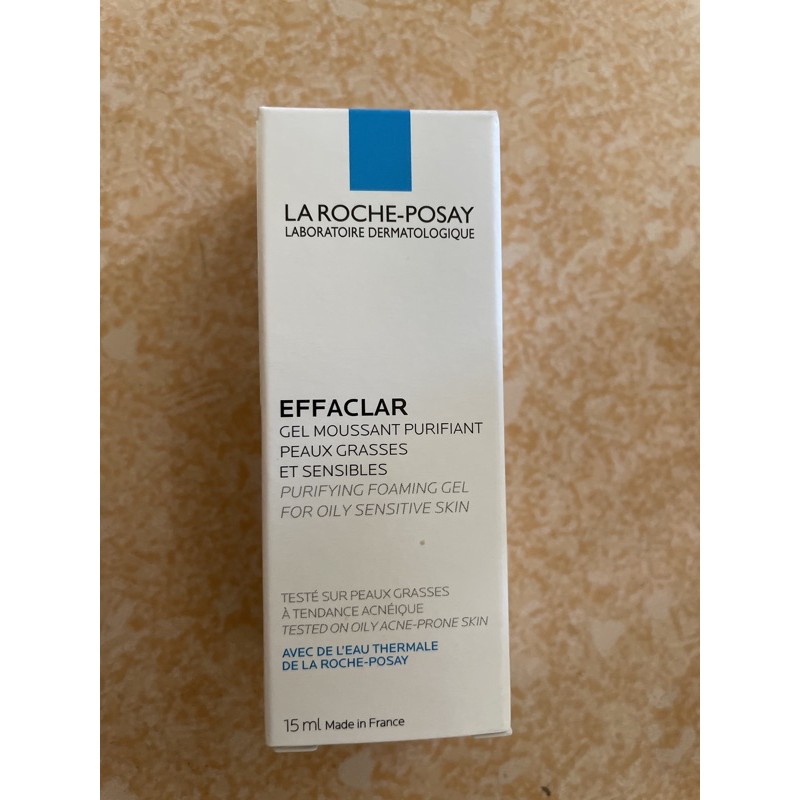 LA ROCHE-POSAY
LABORATOIRE DERMATOLOGIQUE
EFFACLAR
GEL MOUSSANT PURIFIANT
PEAUX GRASSES
ET SENSIBLES
PURIFYING FOAMING GEL
FOR OILY SENSITIVE SKIN
TESTÉ SUR PEAUX GRASSES
À TENDANCE ACNÉIQUE
TESTED ON OILY ACNE-PRONE SKIN
AVEC DE L'EAU THERMALE
DE LA ROCHE-POSAY
15 ml Made in France